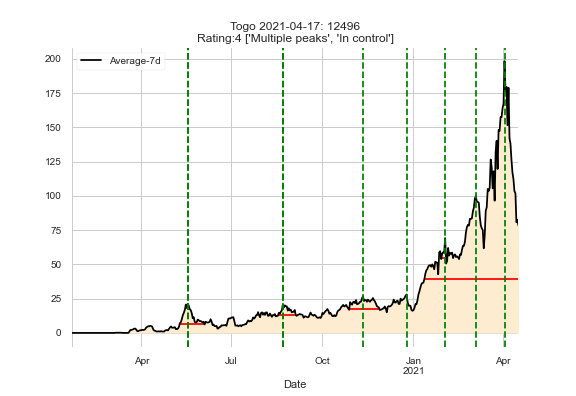 Togo 2021-04-17: 12496
Rating:4 ['Multiple peaks', 'In control']
Average-7d
200
175
150
125
100
75
50
25
0
Apr
Jul
Oct
Jan
2021
Apr
Date